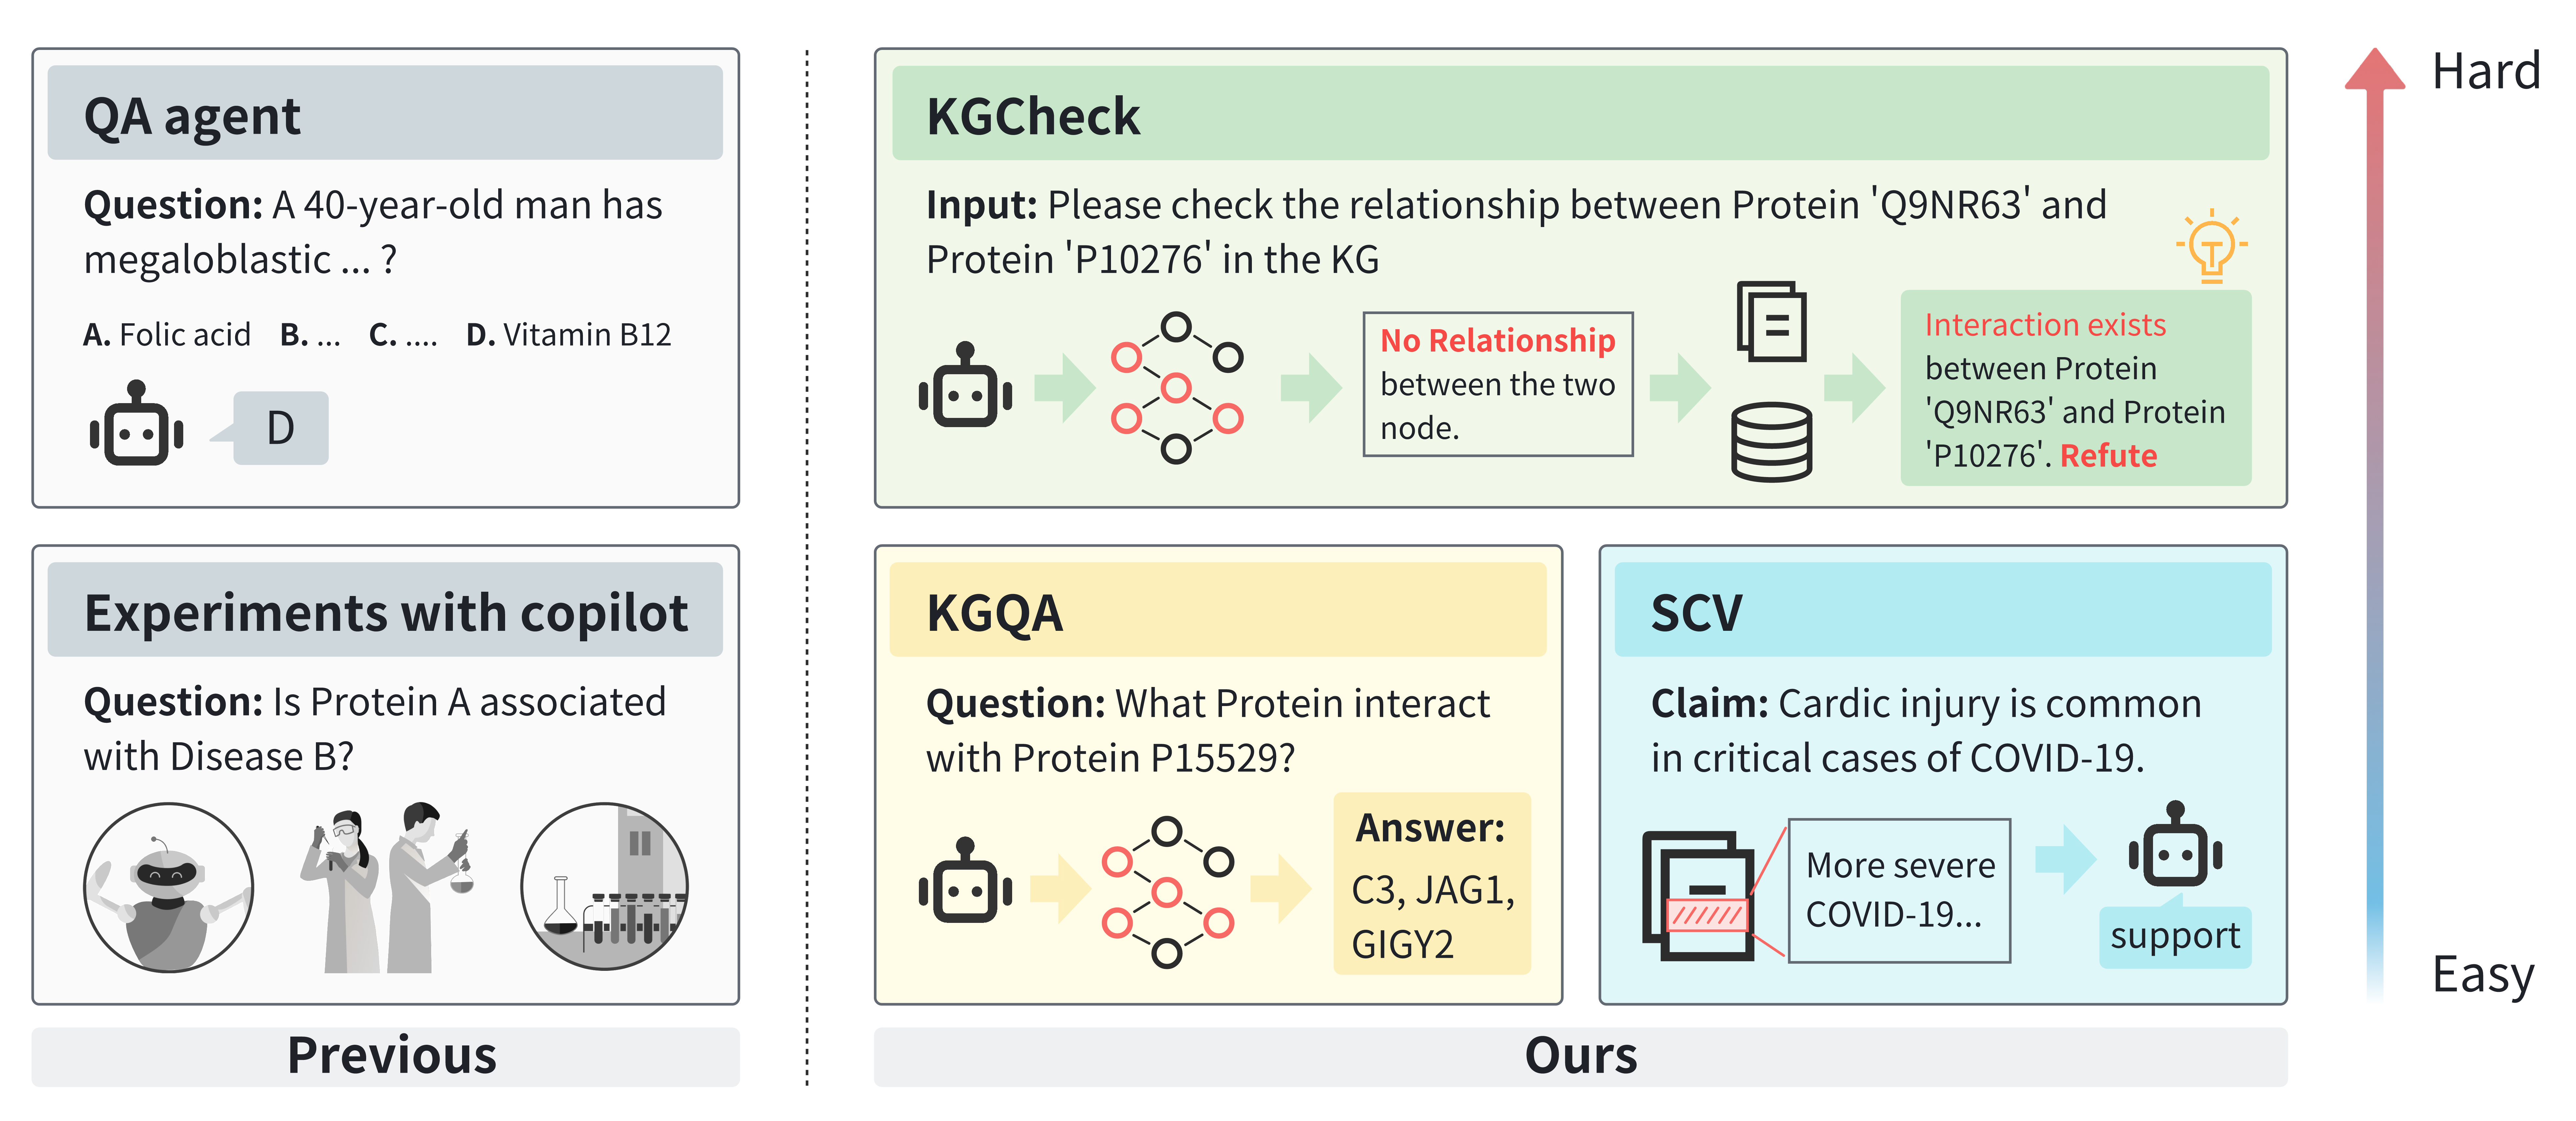 QA agent
Question: A 40-year-old man has
megaloblastic ... ?
A. Folic acid B. ... C. .... D. Vitamin B12
D
Experiments with copilot
Question: Is Protein A associated
with Disease B?
Previous
KGCheck
Input: Please check the relationship between Protein 'Q9NR63' and
Protein 'P10276' in the KG
No Relationship
between the two
node.
Interaction exists
between Protein
'Q9NR63' and Protein
'P10276'. Refute
KGQA
Question: What Protein interact
with Protein P15529?
Answer:
C3, JAG1,
GIGY2
SCV
Claim: Cardic injury is common
in critical cases of COVID-19.
More severe
COVID-19...
support
Ours
Hard
Easy